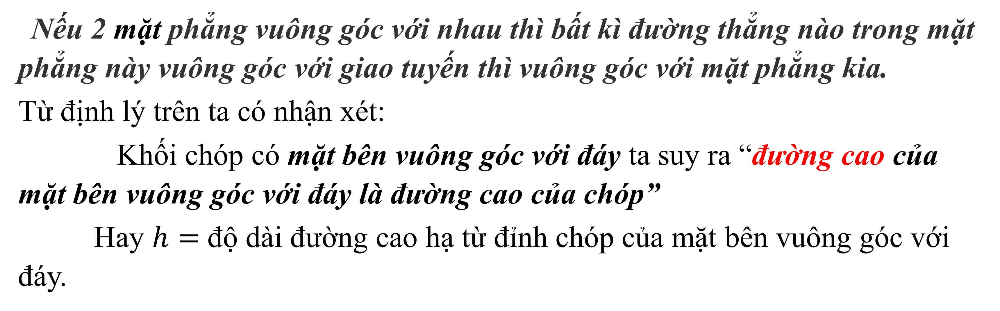 Nếu 2 mặt phẳng vuông góc với nhau thì bất kì đường thẳng nào trong mặt
phẳng này vuông góc với giao tuyến thì vuông góc với mặt phẳng kia.
Từ định lý trên ta có nhận xét:
Khối chóp có mặt bên vuông góc với đáy ta suy ra “đường cao của
mặt bên vuông góc với đáy là đường cao của chóp”
Hay h = độ dài đường cao hạ từ đỉnh chóp của mặt bên vuông góc với
đáy.